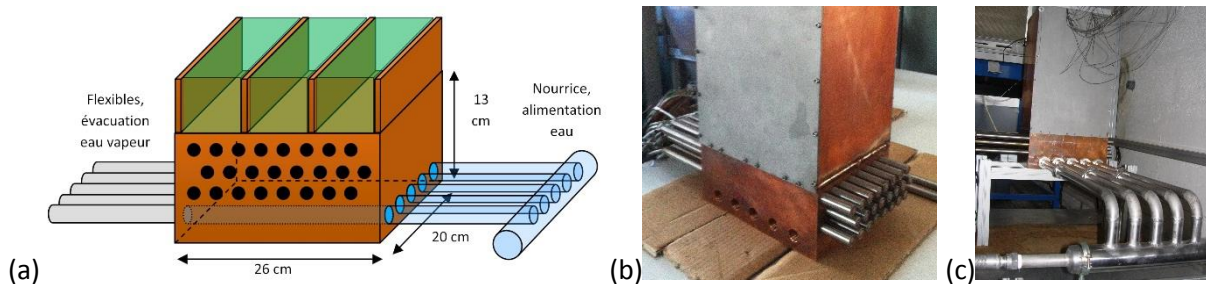 Flexibles,
évacuation
eau vapeur
Nourrice,
alimentation
eau
13
cm
20 cm
26 cm
(a)
(b)
(c)